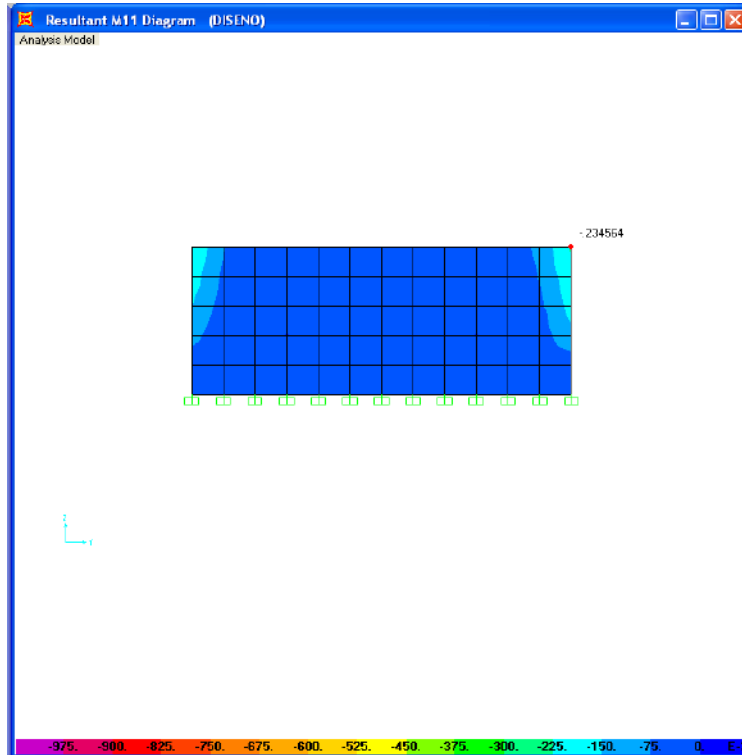 Resultant M11 Diagram (DISENO)
Analysis Model
-.234564
Z
-975. -900. -825. -750. -675. -600. -525. -450. -375. -300. -225. -150. -75. 0. E